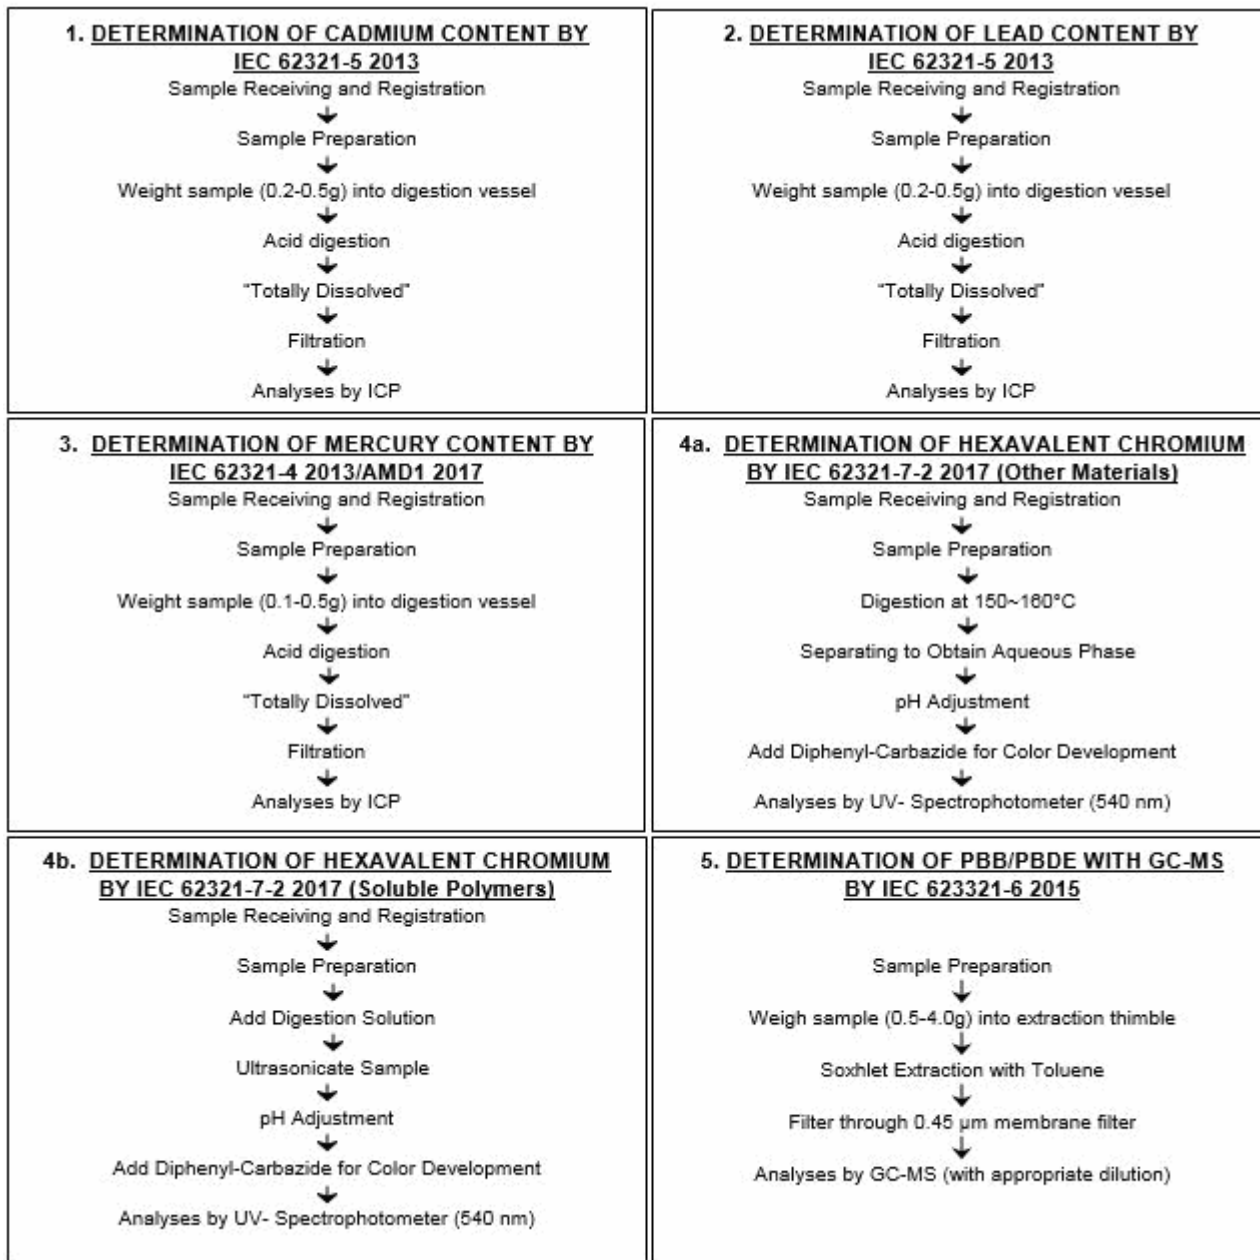 1. DETERMINATION OF CADMIUM CONTENT BY
IEC 62321-5 2013
Sample Receiving and Registration
Sample Preparation
Weight sample (0.2-0.5g) into digestion vessel
Acid digestion
"Totally Dissolved"
Filtration
Analyses by ICP
2. DETERMINATION OF LEAD CONTENT BY
IEC 62321-5 2013
Sample Receiving and Registration
Sample Preparation
Weight sample (0.2-0.5g) into digestion vessel
Acid digestion
"Totally Dissolved"
Filtration
Analyses by ICP
3. DETERMINATION OF MERCURY CONTENT BY
IEC 62321-4 2013/AMD1 2017
Sample Receiving and Registration
Sample Preparation
Weight sample (0.1-0.5g) into digestion vessel
Acid digestion
"Totally Dissolved"
Filtration
Analyses by ICP
4a. DETERMINATION OF HEXAVALENT CHROMIUM
BY IEC 62321-7-2 2017 (Other Materials)
Sample Receiving and Registration
Sample Preparation
Digestion at 150~160°C
Separating to Obtain Aqueous Phase
pH Adjustment
Add Diphenyl-Carbazide for Color Development
Analyses by UV- Spectrophotometer (540 nm)
4b. DETERMINATION OF HEXAVALENT CHROMIUM
BY IEC 62321-7-2 2017 (Soluble Polymers)
Sample Receiving and Registration
Sample Preparation
Add Digestion Solution
Ultrasonicate Sample
pH Adjustment
Add Diphenyl-Carbazide for Color Development
Analyses by UV- Spectrophotometer (540 nm)
5. DETERMINATION OF PBB/PBDE WITH GC-MS
BY IEC 623321-6 2015
Sample Preparation
Weigh sample (0.5-4.0g) into extraction thimble
Soxhlet Extraction with Toluene
Filter through 0.45 µm membrane filter
Analyses by GC-MS (with appropriate dilution)